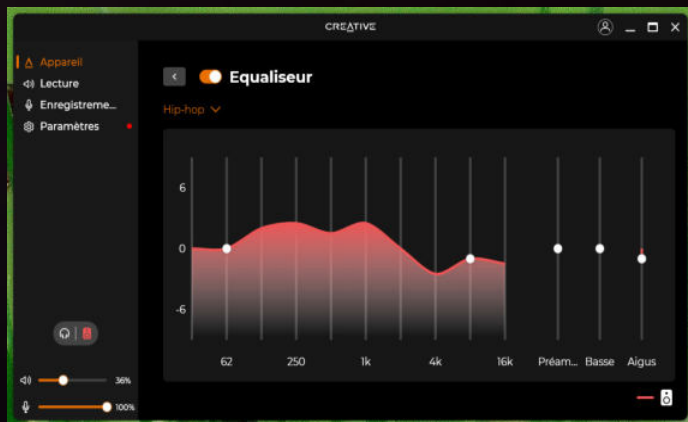 CREATIVE
Appareil
Lecture
Enregistreme...
Paramètres
Equaliseur
Hip-hop
6
0
-6
62
250
1k
4k
16k
Préam...
Basse
Aigus
36%
100%